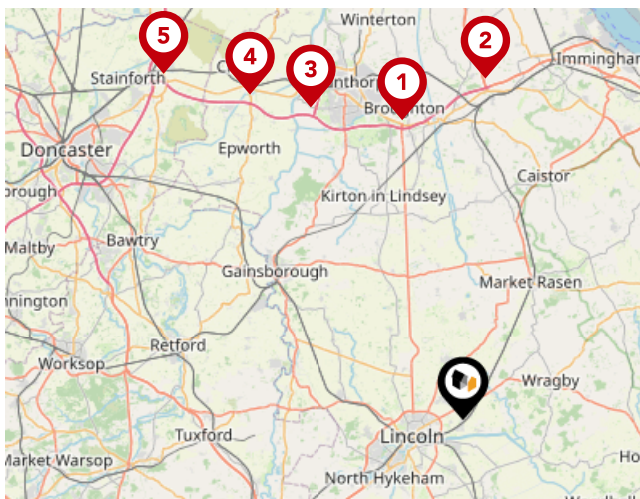 Winterton
5
2
4
Immingham
3
Stainforth
1
Epworth
Doncaster
Caistor
Kirton in Lindsey
Bawtry
Maltby
Gainsborough
Market Rasen
Retford
Worksop
Wragby
Tuxford
Lincoln
Market Warsop
North Hykeham